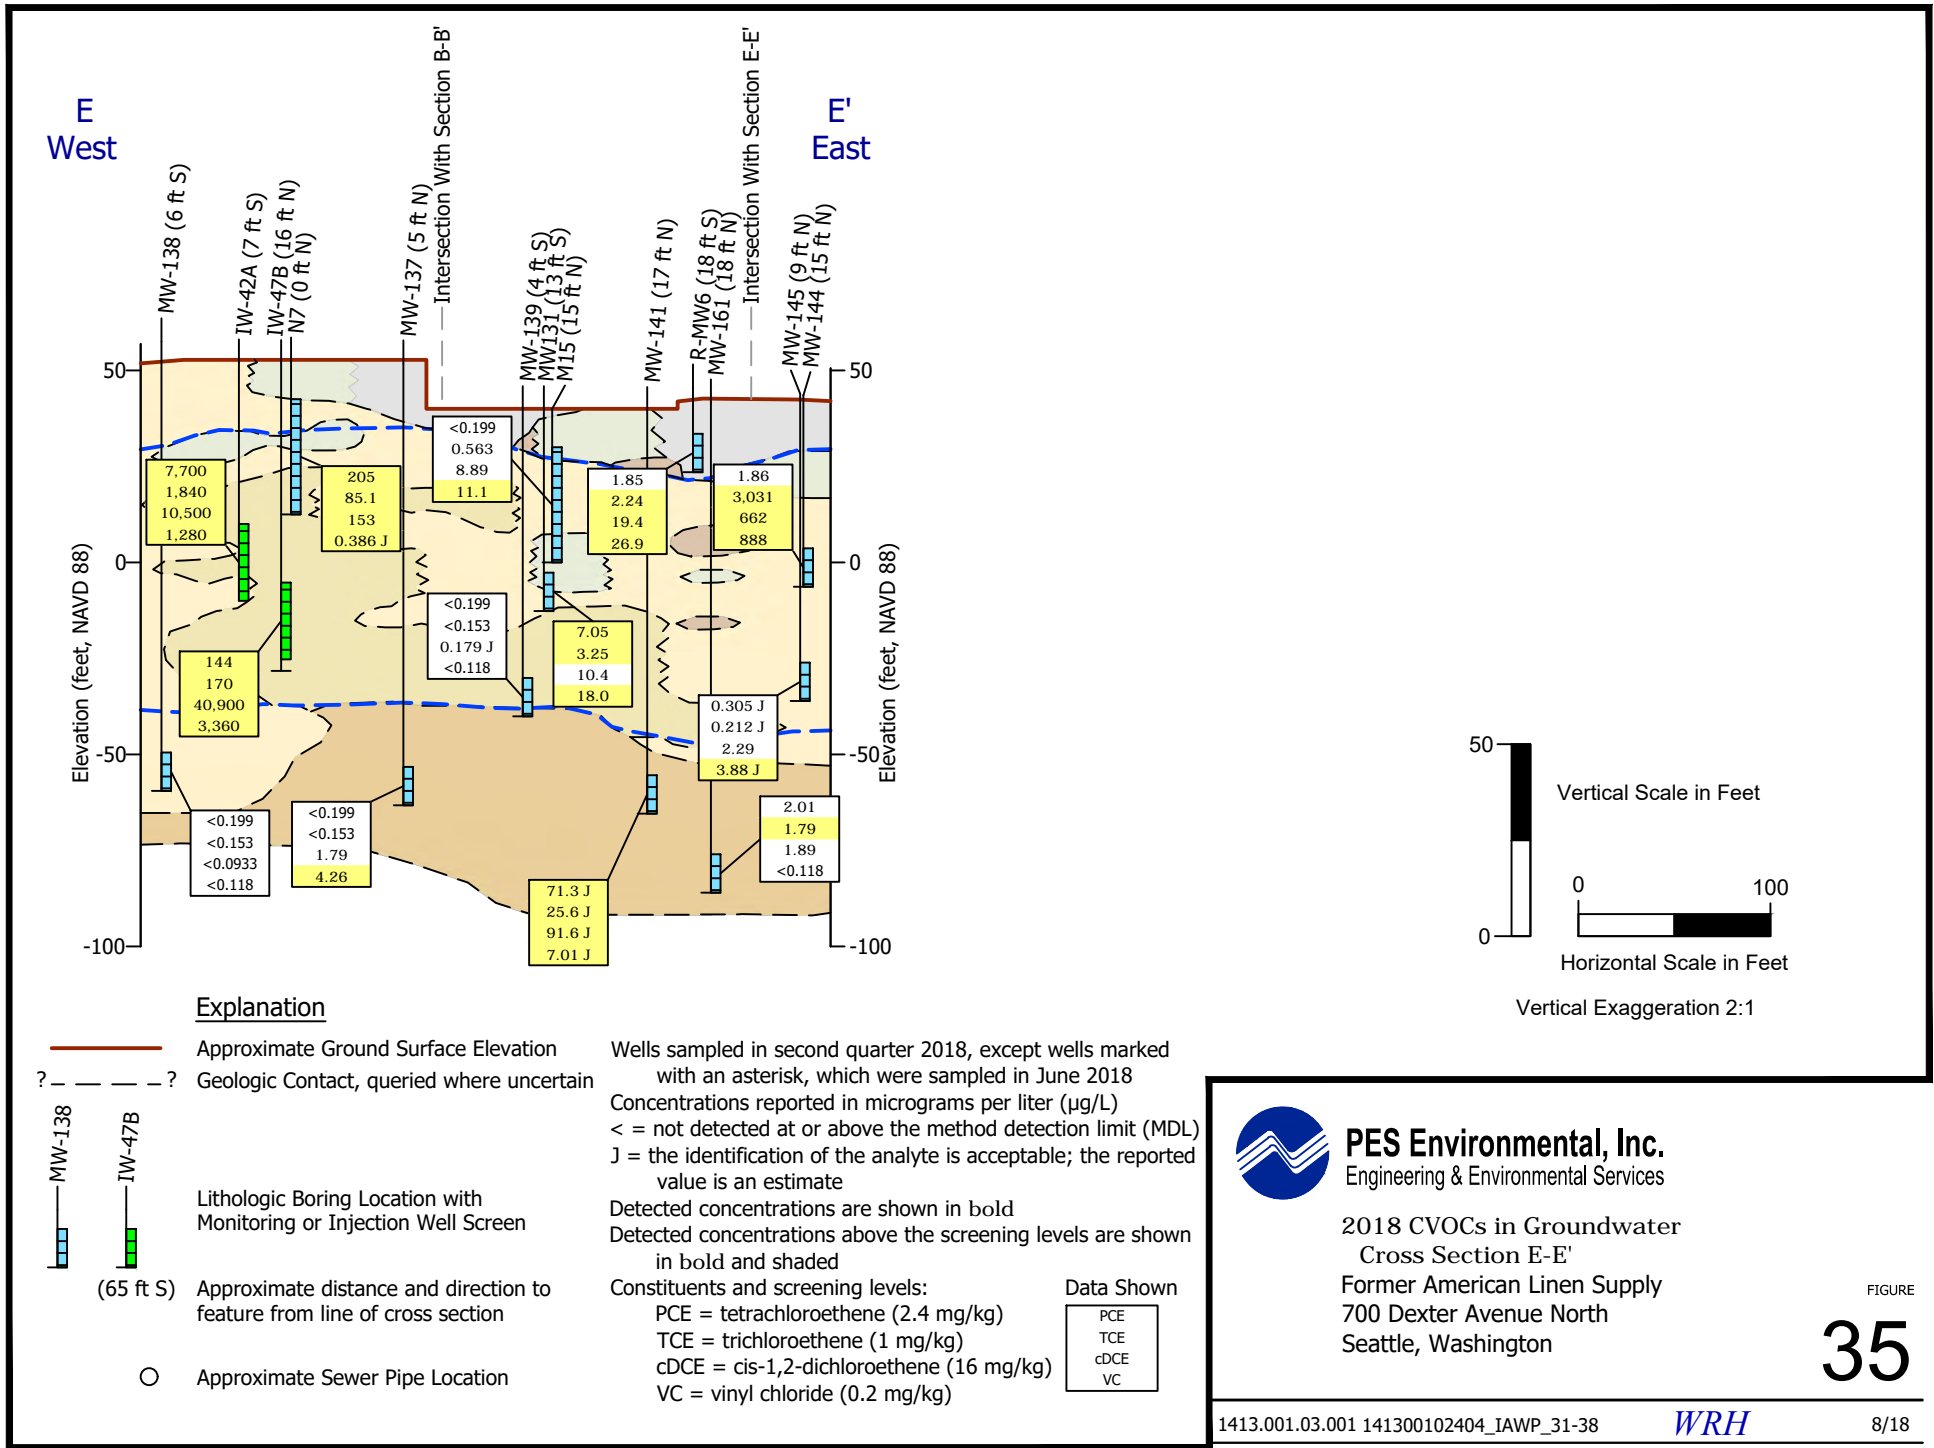 E
West
E'
East
MW-138 (6 ft S)
IW-42A (7 ft S)
IW-47B (16 ft N)
N7 (0 ft N)
MW-137 (5 ft N)
Intersection With Section B-B'
MW-139 (4 ft S)
MW131 (13 ft S)
M15 (15 ft N)
MW-141 (17 ft N)
R-MW6 (18 ft S)
MW-161 (18 ft N)
Intersection With Section E-E'
MW-145 (9 ft N)
MW-144 (15 ft N)
50
0
-50
-100
Elevation (feet, NAVD 88)
50
0
-50
-100
Elevation (feet, NAVD 88)
7,700
1,840
10,500
1,280
205
85.1
153
0.386 J
<0.199
0.563
8.89
11.1
1.85
2.24
19.4
26.9
1.86
3,031
662
888
<0.199
<0.153
0.179 J
<0.118
7.05
3.25
10.4
18.0
144
170
40,900
3,360
0.305 J
0.212 J
2.29
3.88 J
<0.199
<0.153
<0.0933
<0.118
<0.199
<0.153
1.79
4.26
71.3 J
25.6 J
91.6 J
7.01 J
2.01
1.79
1.89
<0.118
50
0
Vertical Scale in Feet
0
100
Horizontal Scale in Feet
Vertical Exaggeration 2:1
Explanation
Approximate Ground Surface Elevation
? ?
Geologic Contact, queried where uncertain
MW-138
IW-47B
Lithologic Boring Location with
Monitoring or Injection Well Screen
(65 ft S)
Approximate distance and direction to
feature from line of cross section
Approximate Sewer Pipe Location
Wells sampled in second quarter 2018, except wells marked
with an asterisk, which were sampled in June 2018
Concentrations reported in micrograms per liter (µg/L)
< = not detected at or above the method detection limit (MDL)
J = the identification of the analyte is acceptable; the reported
value is an estimate
Detected concentrations are shown in bold
Detected concentrations above the screening levels are shown
in bold and shaded
Constituents and screening levels:
PCE = tetrachloroethene (2.4 mg/kg)
TCE = trichloroethene (1 mg/kg)
cDCE = cis-1,2-dichloroethene (16 mg/kg)
VC = vinyl chloride (0.2 mg/kg)
Data Shown
PCE
TCE
cDCE
VC
PES Environmental, Inc.
Engineering & Environmental Services
2018 CVOCs in Groundwater
Cross Section E-E'
Former American Linen Supply
700 Dexter Avenue North
Seattle, Washington
FIGURE
35
1413.001.03.001 141300102404_IAWP_31-38
WRH
8/18